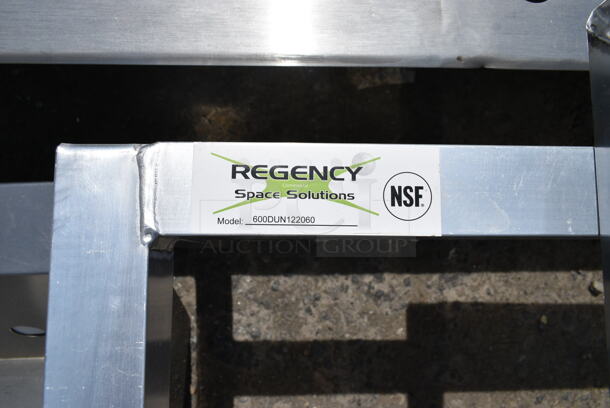 REGENCY
Space Solutions
NSF®
Model: 600DUN122060
AUCTION GROUP